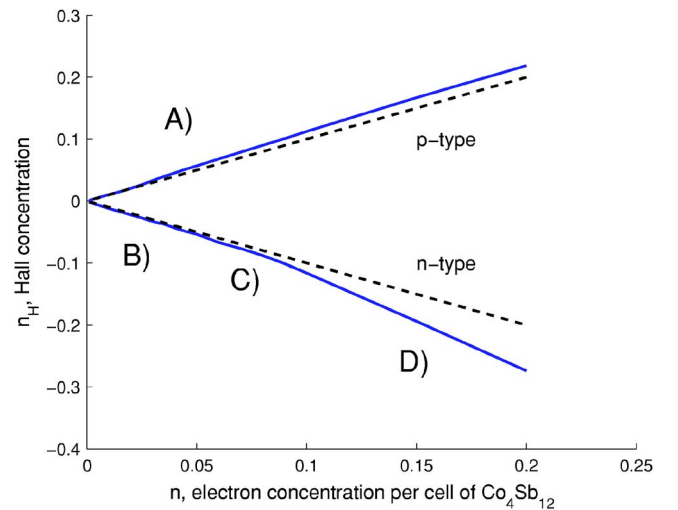 0.3
0.2
A)
0.1
p-type
0
B)
n-type
-0.1
C)
-0.2
D)
-0.3
-0.4
0 0.05 0.1 0.15 0.2 0.25
n_H, Hall concentration
n, electron concentration per cell of Co_4Sb_12